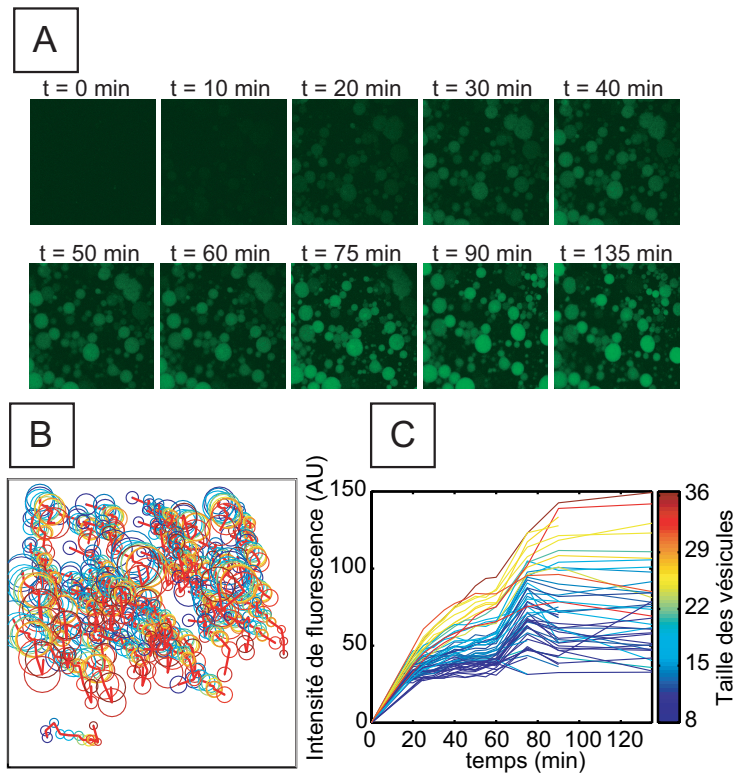 A
t = 0 min t = 10 min t = 20 min t = 30 min t = 40 min
t = 50 min t = 60 min t = 75 min t = 90 min t = 135 min
B
C
Intensité de fluorescence (AU)
150
100
50
0
0 20 40 60 80 100 120
temps (min)
36
29
22
15
8
Taille des vésicules